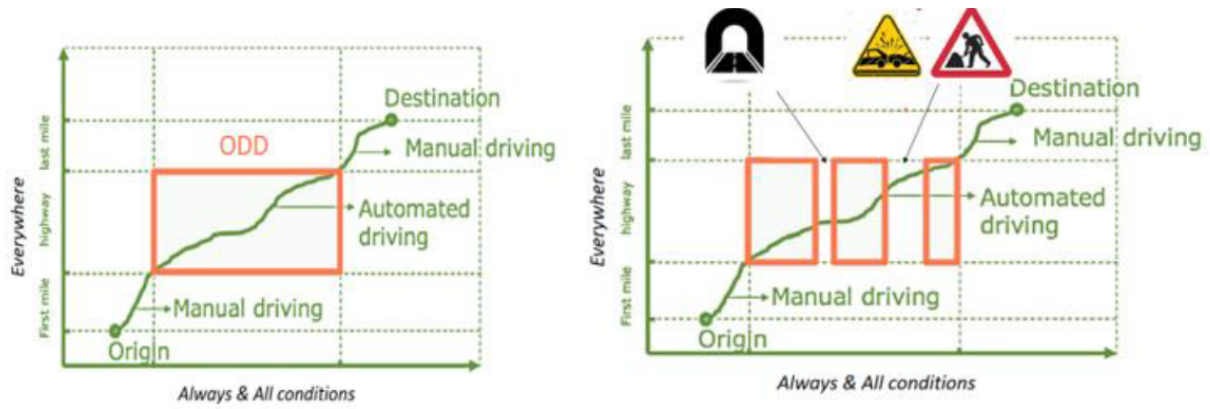 Destination
ODD
Manual driving
Automated
driving
Manual driving
Origin
Everywhere
First mile
highway
last mile
Always & All conditions
Destination
Manual driving
Automated
driving
Manual driving
Origin
Everywhere
First mile
highway
last mile
Always & All conditions